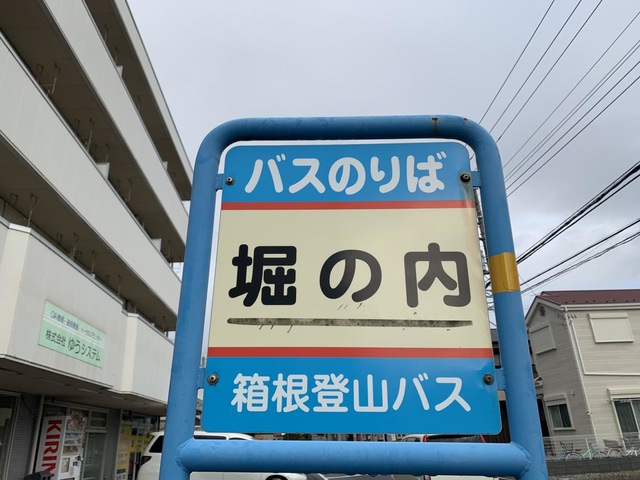 バスのりば
堀の内
箱根登山バス
株式会社 ゆうシステム
KIRIN